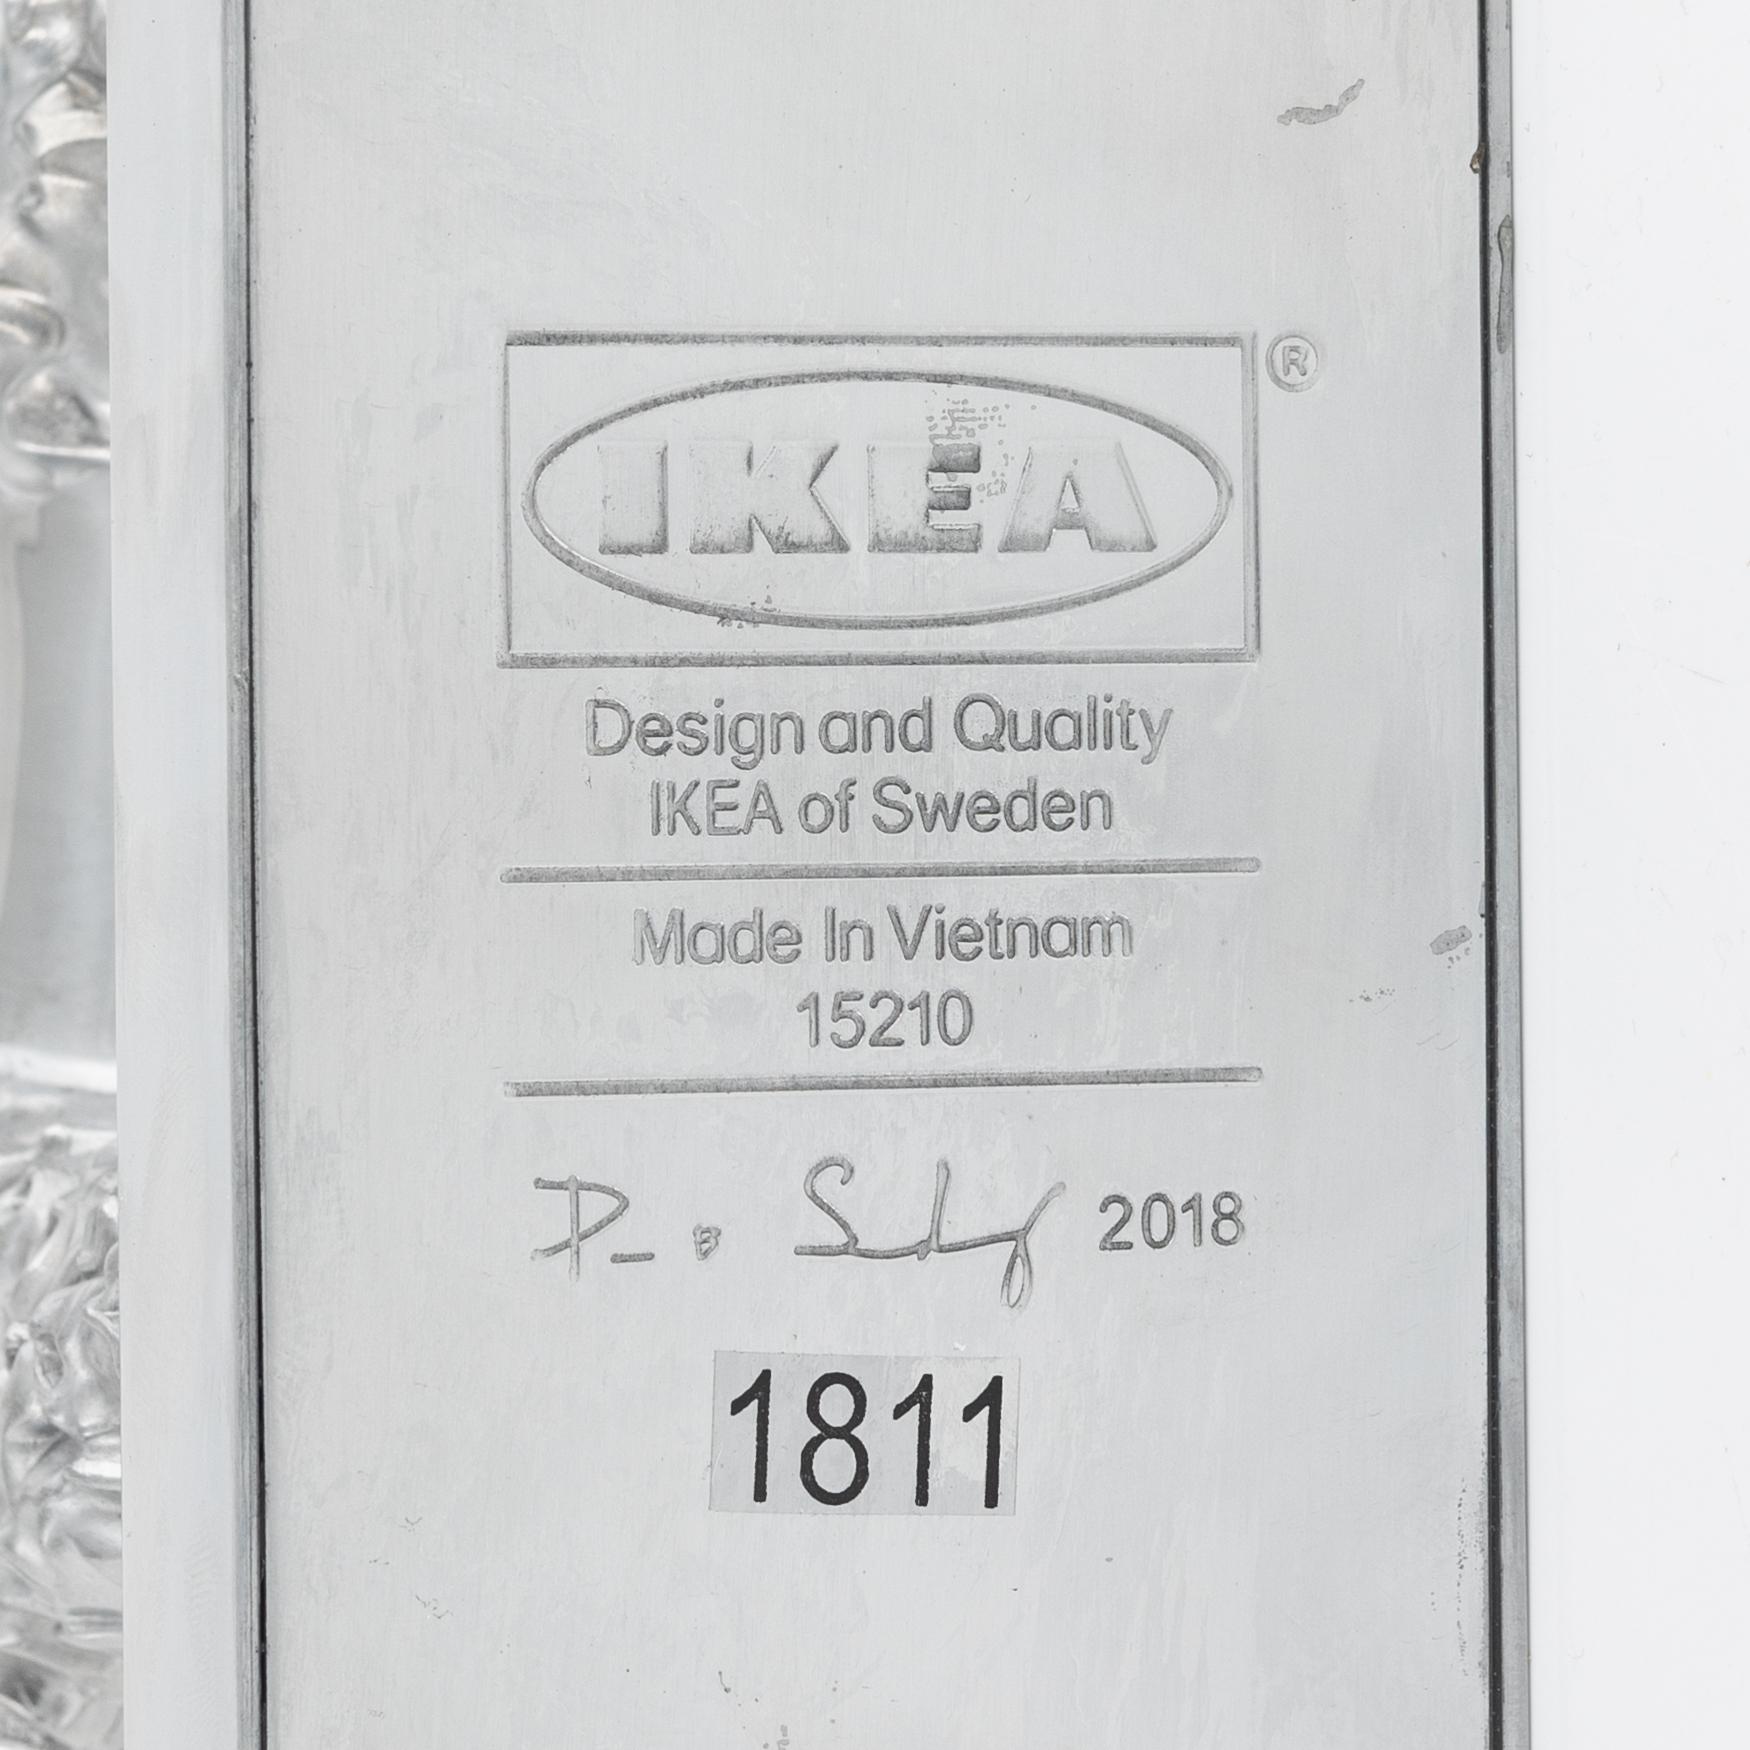 IKEA®
Design and Quality
IKEA of Sweden
Made In Vietnam
15210
2018
1811